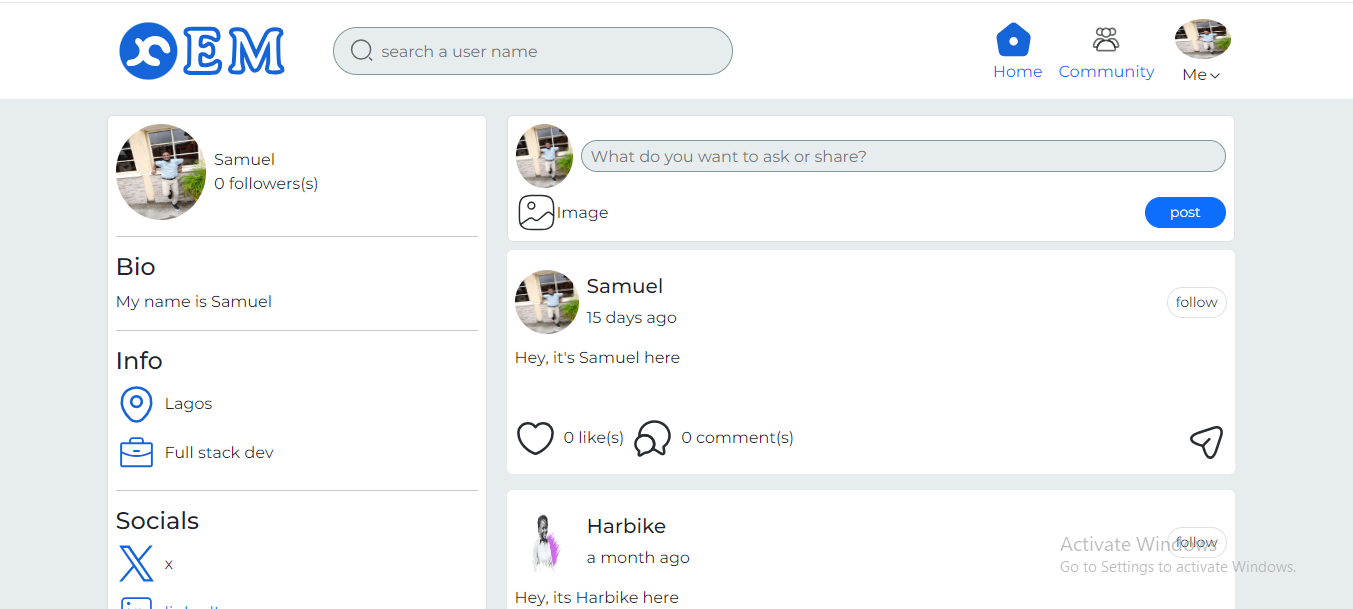 EM
search a user name
Home
Community
Me
Samuel
0 followers(s)
Bio
My name is Samuel
Info
Lagos
Full stack dev
Socials
x
What do you want to ask or share?
Image
post
Samuel
15 days ago
follow
Hey, it's Samuel here
0 like(s)
0 comment(s)
Harbike
a month ago
follow
Hey, its Harbike here
Activate Windows
Go to Settings to activate Windows.